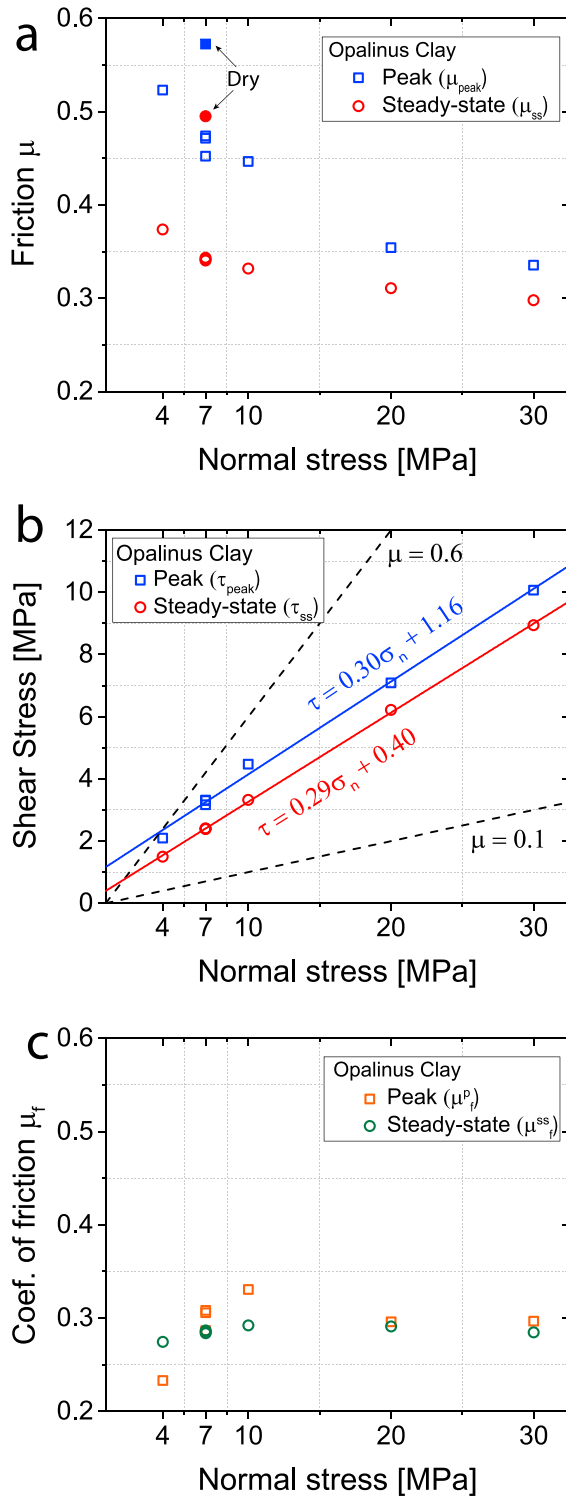 a
0.6
0.5
0.4
0.3
0.2
Friction μ
Opalinus Clay
Peak (μpeak)
Steady-state (μss)
Dry
4 7 10 20 30
Normal stress [MPa]
b
12
10
8
6
4
2
0
Shear Stress [MPa]
Opalinus Clay
Peak (τpeak)
Steady-state (τss)
μ = 0.6
τ = 0.30σn + 1.16
τ = 0.29σn + 0.40
μ = 0.1
4 7 10 20 30
Normal stress [MPa]
c
0.6
0.5
0.4
0.3
0.2
Coef. of friction μf
Opalinus Clay
Peak (μpf)
Steady-state (μssf)
4 7 10 20 30
Normal stress [MPa]